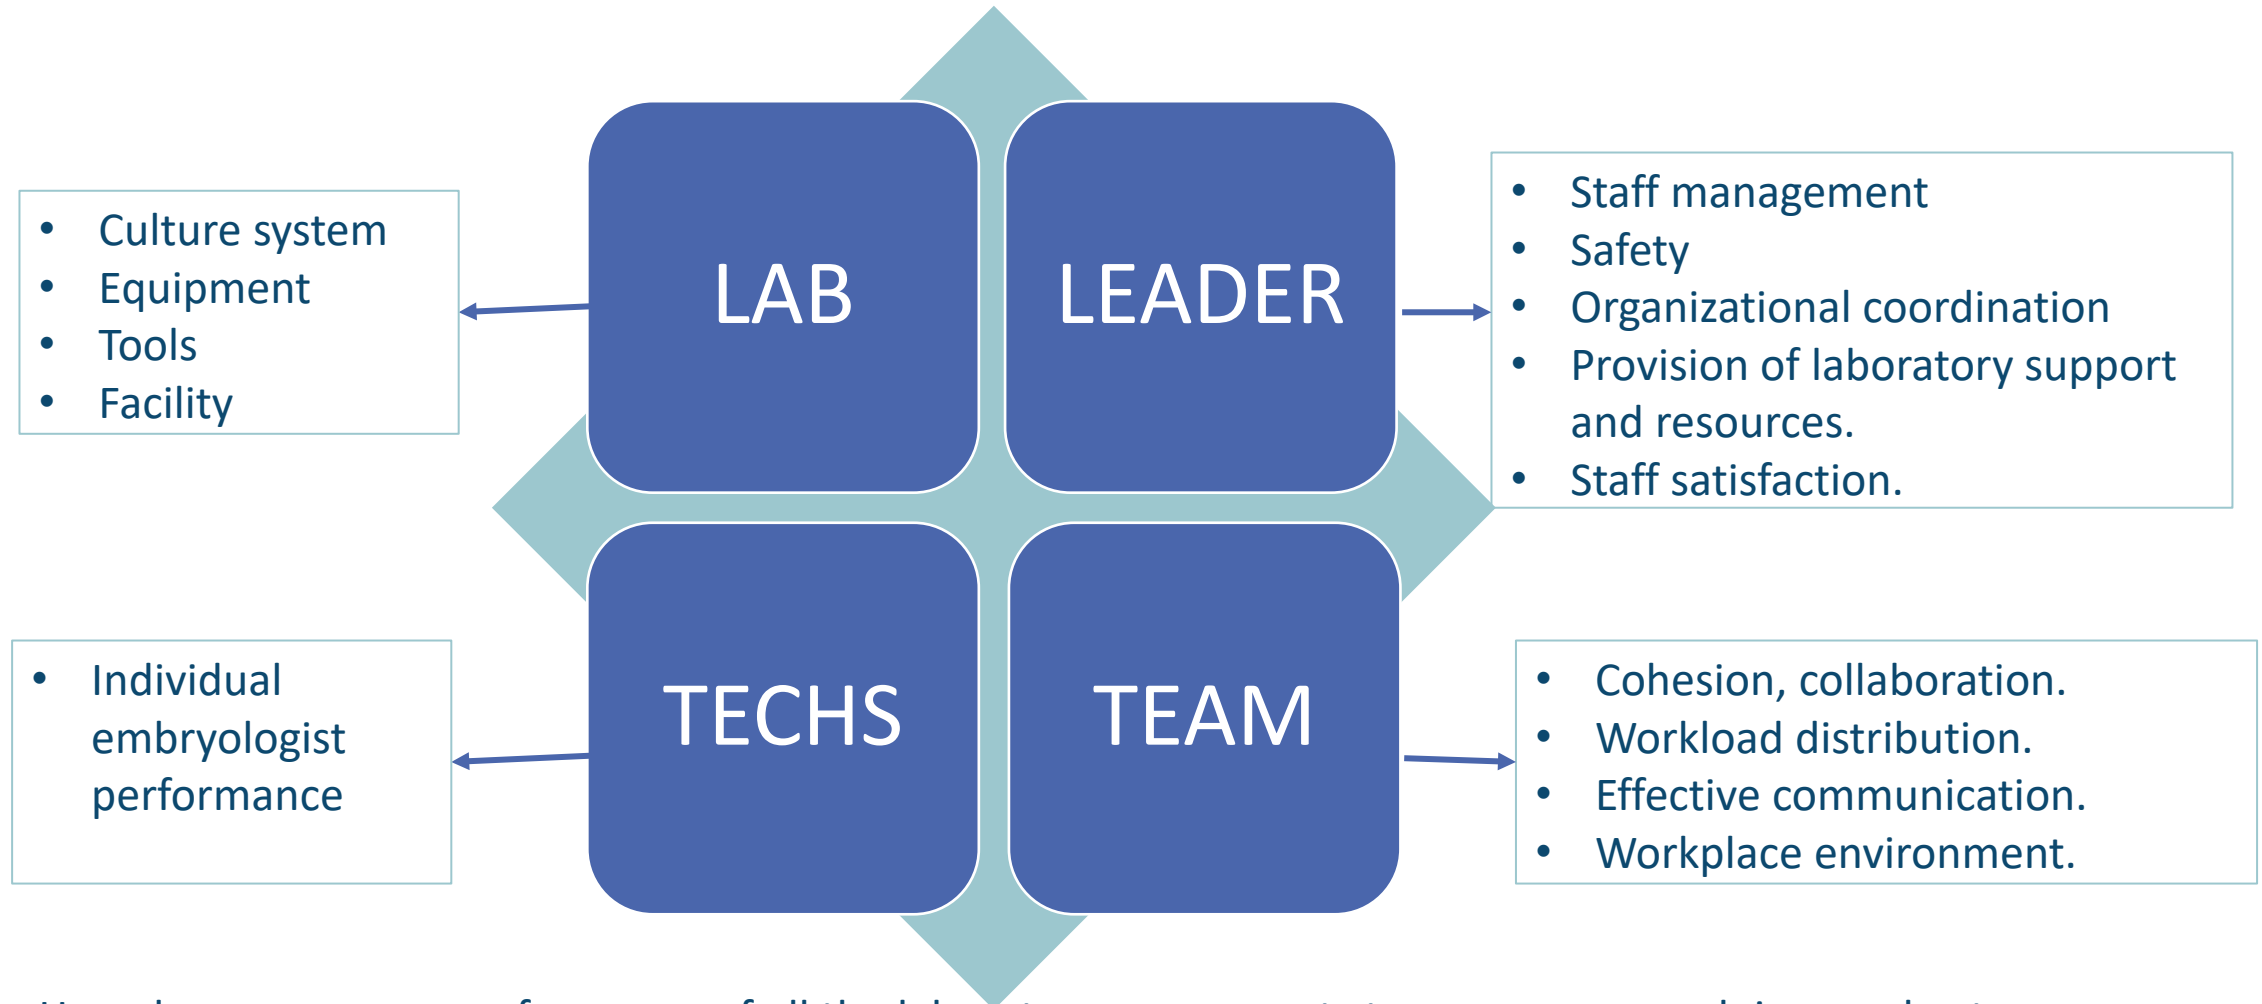 LAB
• Culture system
• Equipment
• Tools
• Facility
LEADER
• Staff management
• Safety
• Organizational coordination
• Provision of laboratory support
and resources.
• Staff satisfaction.
TECHS
• Individual
embryologist
performance
TEAM
• Cohesion, collaboration.
• Workload distribution.
• Effective communication.
• Workplace environment.